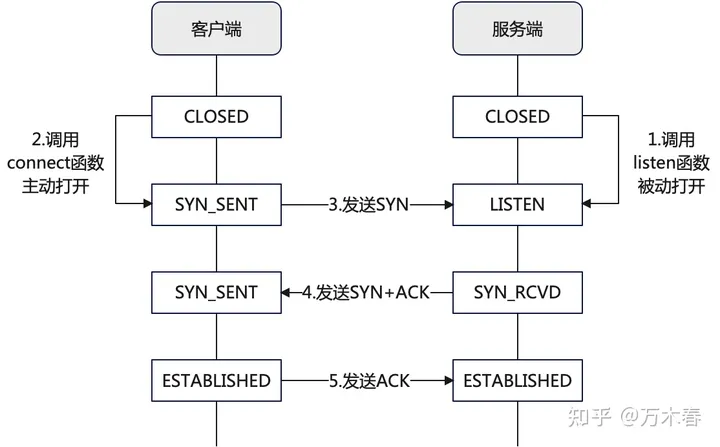 客户端
服务端
CLOSED
CLOSED
2.调用
connect函数
主动打开
1.调用
listen函数
被动打开
SYN_SENT
3.发送SYN
LISTEN
SYN_SENT
4.发送SYN+ACK
SYN_RCVD
ESTABLISHED
5.发送ACK
ESTABLISHED
知乎 @万木春